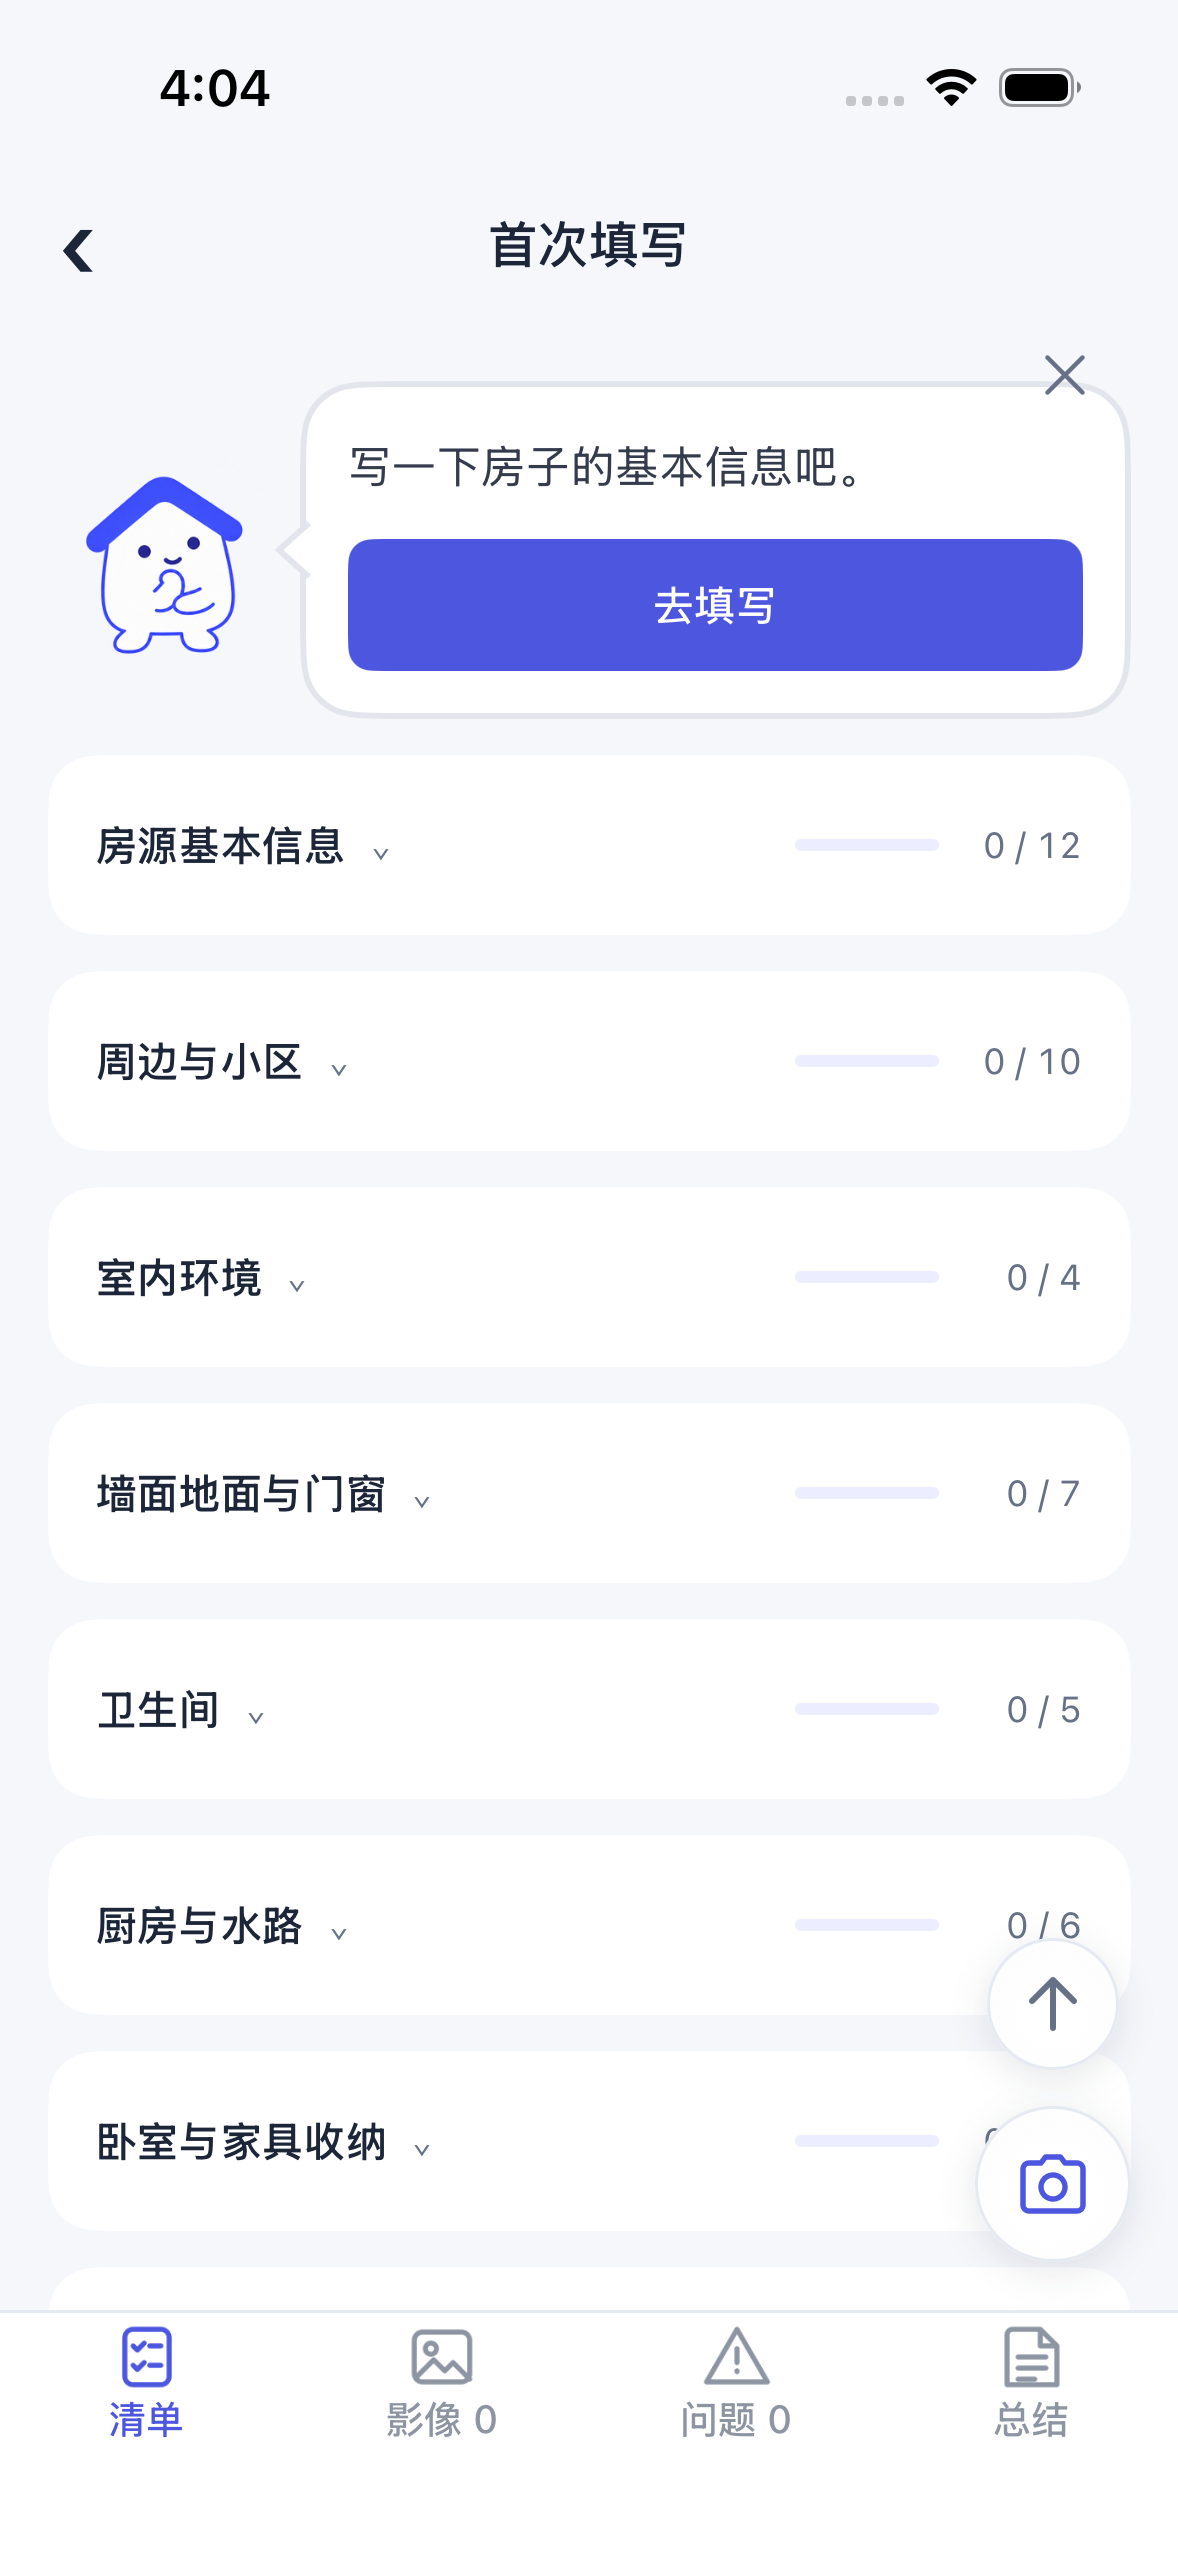 4:04
首次填写
写一下房子的基本信息吧。
去填写
房源基本信息 0 / 12
周边与小区 0 / 10
室内环境 0 / 4
墙面地面与门窗 0 / 7
卫生间 0 / 5
厨房与水路 0 / 6
卧室与家具收纳
清单 影像 0 问题 0 总结